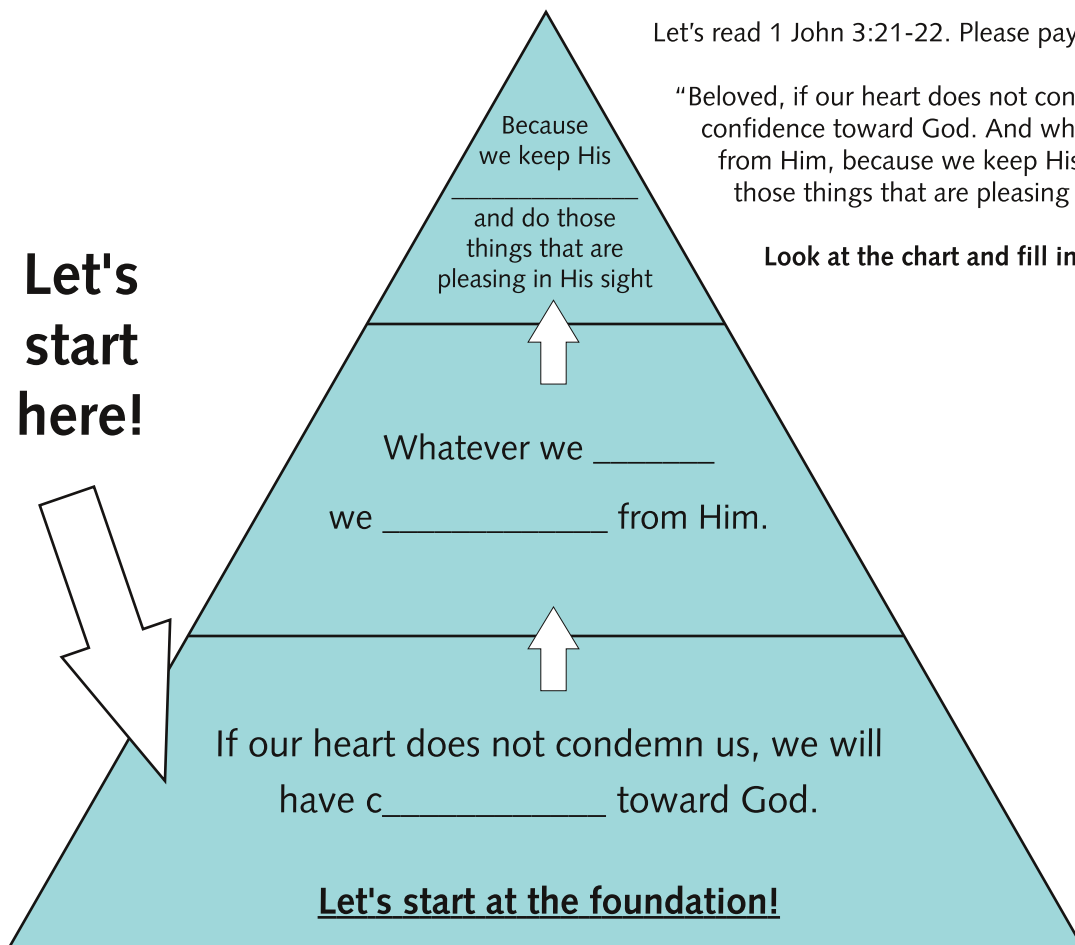 Let’s read 1 John 3:21-22. Please pay
“Beloved, if our heart does not con
confidence toward God. And wh
from Him, because we keep His
those things that are pleasing
Look at the chart and fill in
Because
we keep His
_______________
and do those
things that are
pleasing in His sight
Let's
start
here!
Whatever we _______
we _____________ from Him.
If our heart does not condemn us, we will
have c____________ toward God.
Let's start at the foundation!